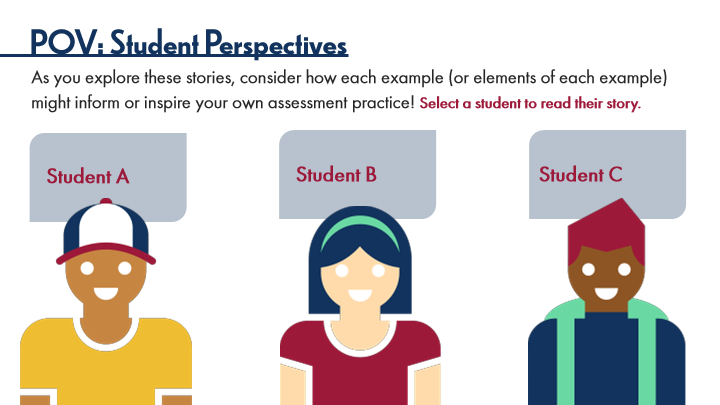 POV: Student Perspectives
As you explore these stories, consider how each example (or elements of each example)
might inform or inspire your own assessment practice! Select a student to read their story.
Student A
Student B
Student C